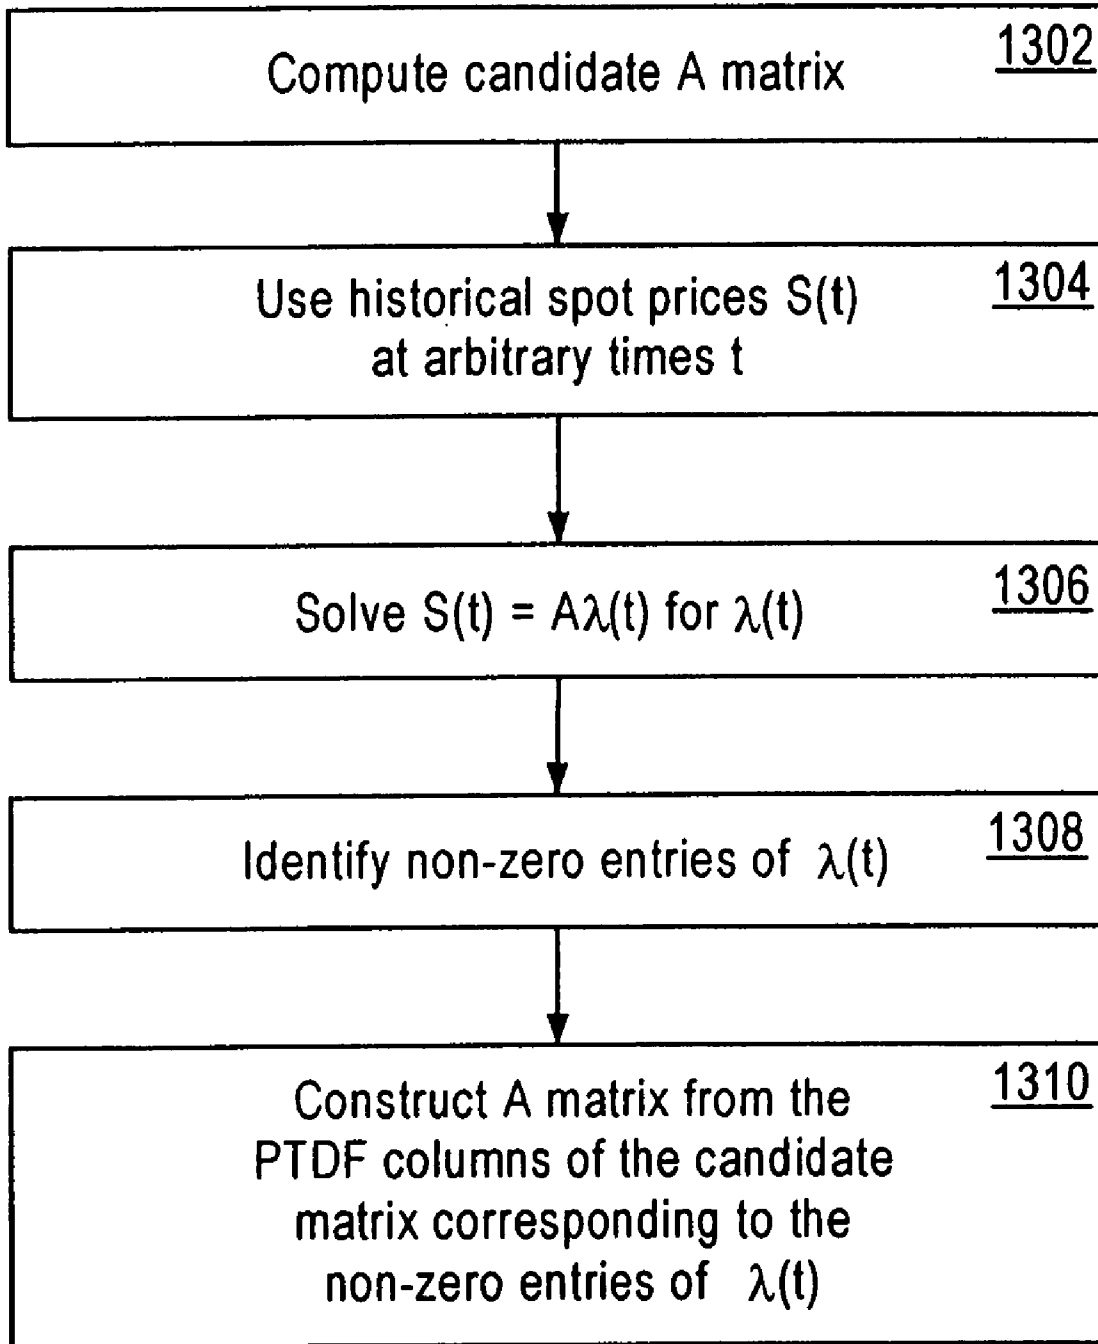 1302
Compute candidate A matrix
1304
Use historical spot prices S(t)
at arbitrary times t
1306
Solve S(t) = Aλ(t) for λ(t)
1308
Identify non-zero entries of λ(t)
1310
Construct A matrix from the
PTDF columns of the candidate
matrix corresponding to the
non-zero entries of λ(t)